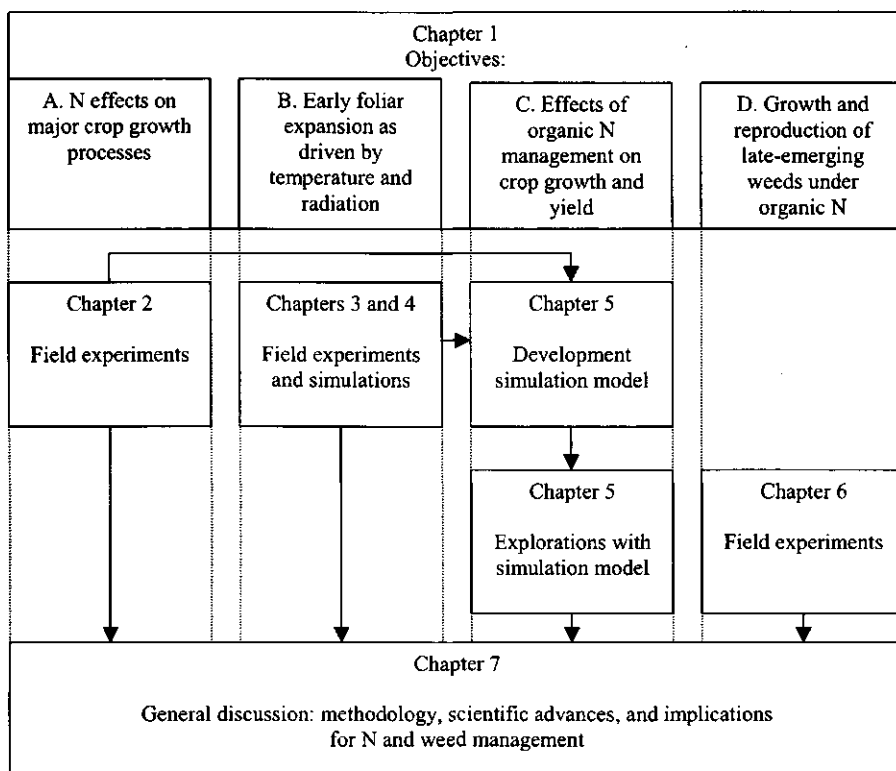 Chapter 1
Objectives:
A. N effects on
major crop growth
processes
B. Early foliar
expansion as
driven by
temperature and
radiation
C. Effects of
organic N
management on
crop growth and
yield
D. Growth and
reproduction of
late-emerging
weeds under
organic N
Chapter 2
Field experiments
Chapters 3 and 4
Field experiments
and simulations
Chapter 5
Development
simulation model
Chapter 5
Explorations with
simulation model
Chapter 6
Field experiments
Chapter 7
General discussion: methodology, scientific advances, and implications
for N and weed management